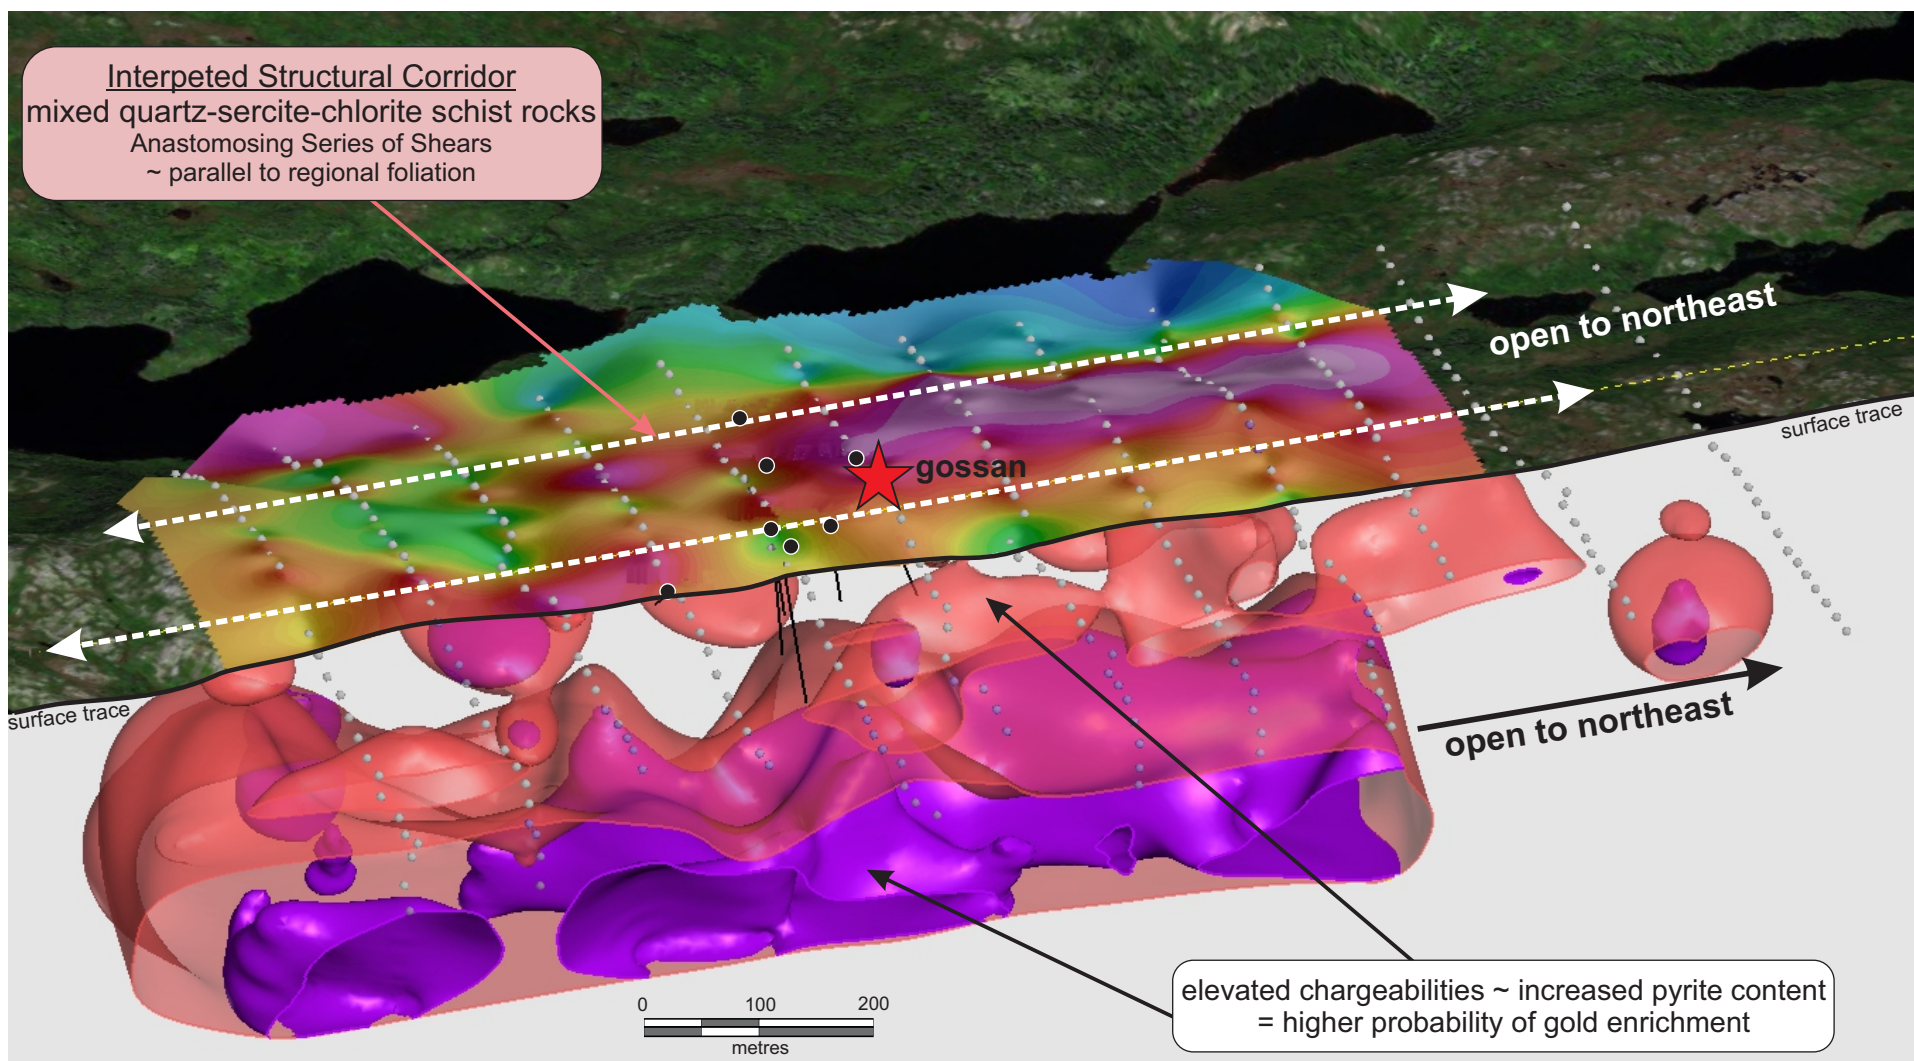 Interpeted Structural Corridor
mixed quartz-sercite-chlorite schist rocks
Anastomosing Series of Shears
~ parallel to regional foliation
open to northeast
surface trace
gossan
surface trace
open to northeast
elevated chargeabilities ~ increased pyrite content
= higher probability of gold enrichment
0 100 200
metres